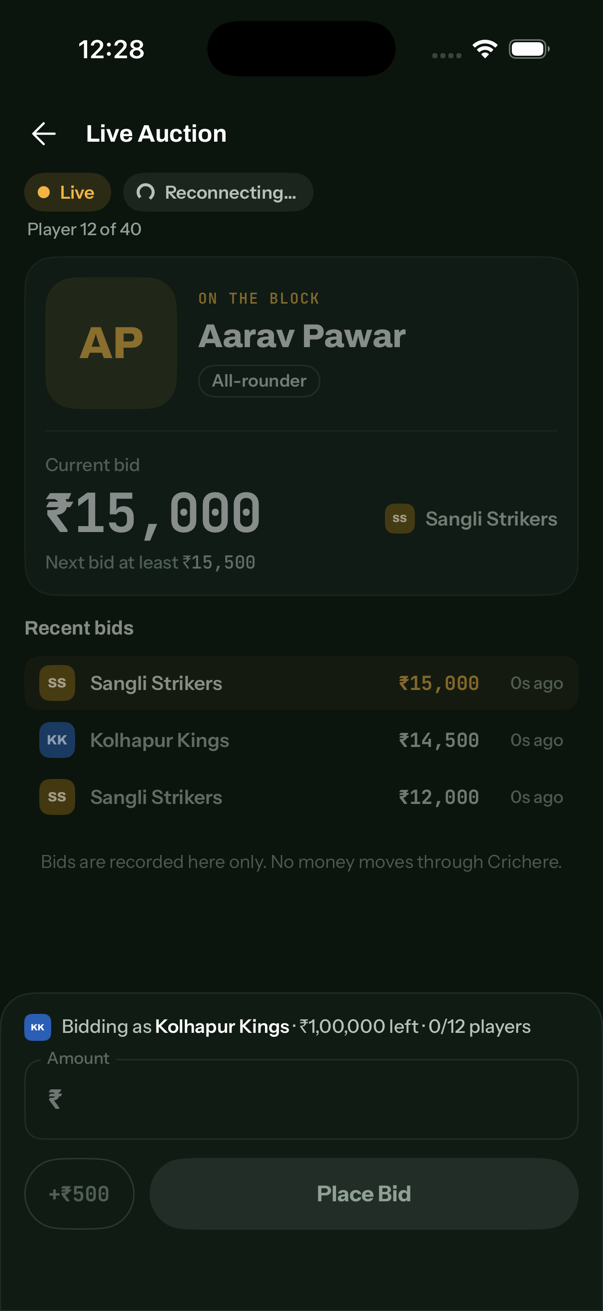 12:28
Live Auction
Live Reconnecting...
Player 12 of 40
AP
ON THE BLOCK
Aarav Pawar
All-rounder
Current bid
₹15,000
SS Sangli Strikers
Next bid at least ₹15,500
Recent bids
SS Sangli Strikers ₹15,000 0s ago
KK Kolhapur Kings ₹14,500 0s ago
SS Sangli Strikers ₹12,000 0s ago
Bids are recorded here only. No money moves through Crichere.
KK Bidding as Kolhapur Kings · ₹1,00,000 left · 0/12 players
Amount
₹
+₹500 Place Bid